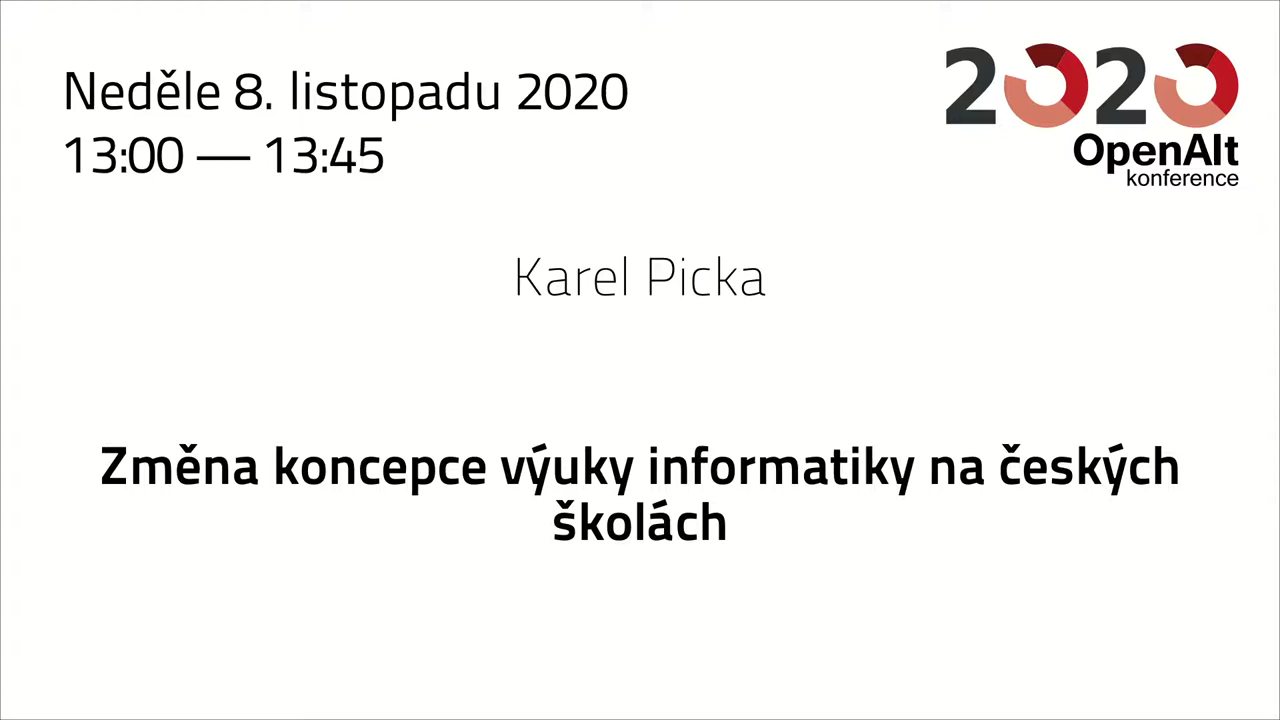 Neděle 8. listopadu 2020
13:00 — 13:45
2020
OpenAlt
konference
Karel Picka
Změna koncepce výuky informatiky na českých
školách